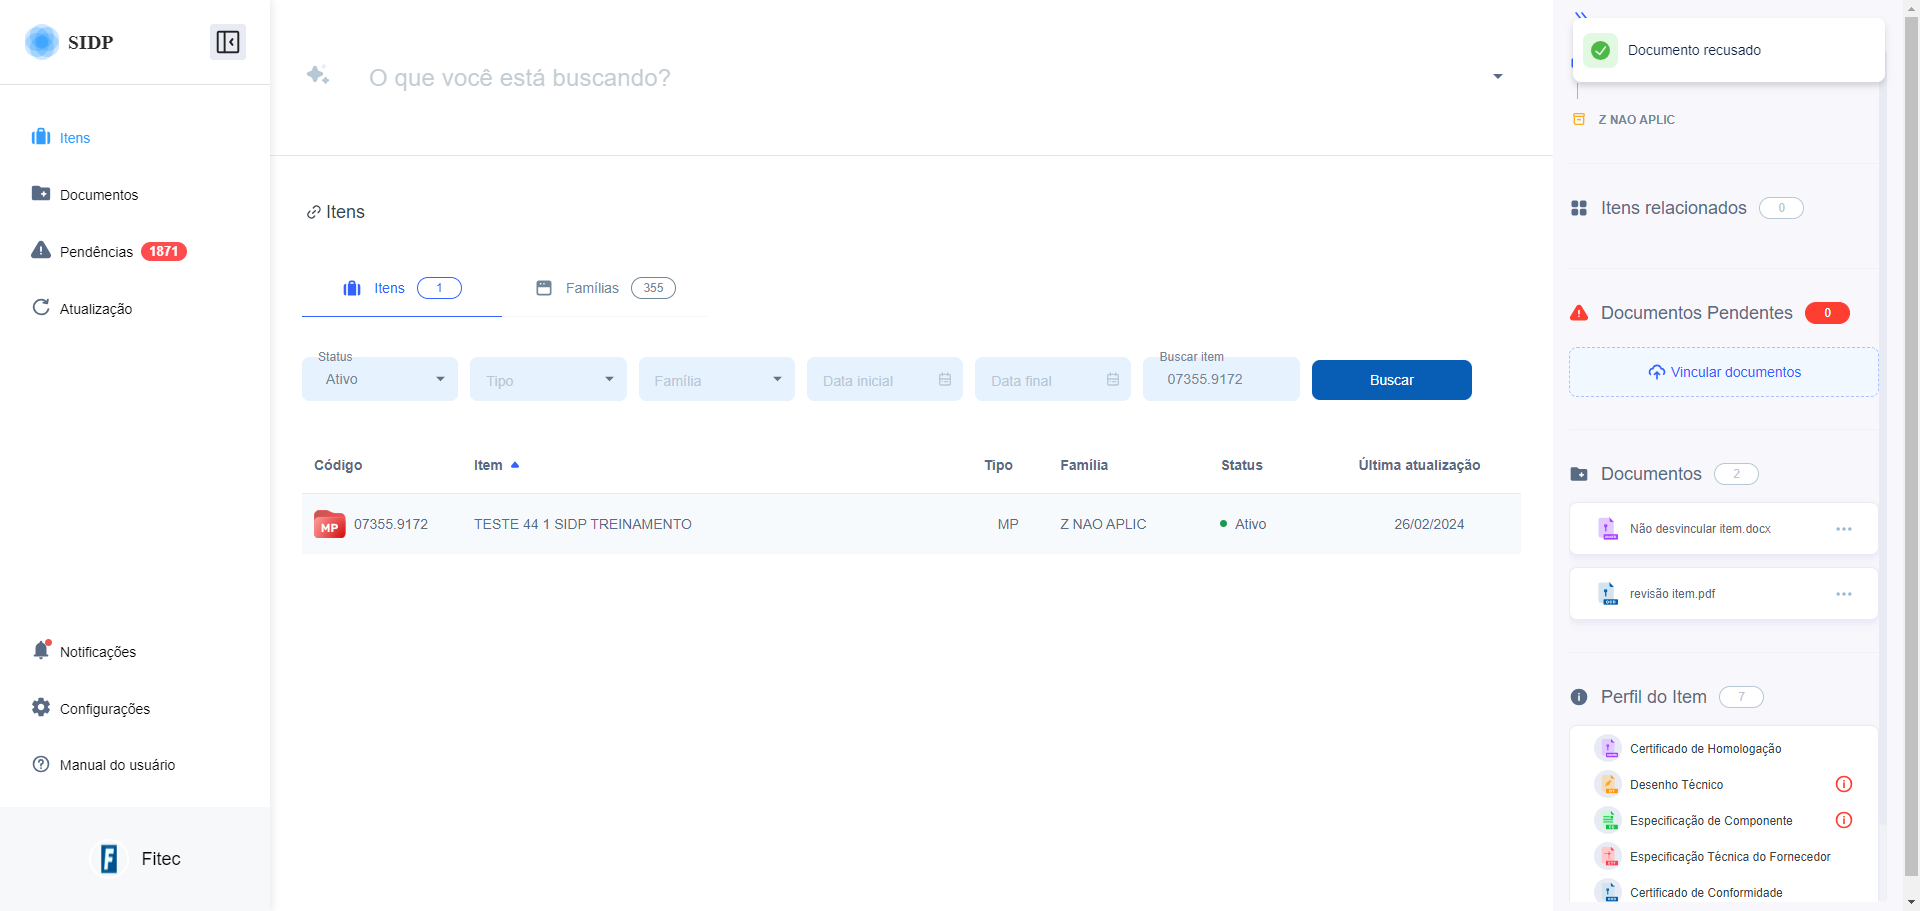 SIDP
Itens
Documentos
Pendências 1871
Atualização
Notificações
Configurações
Manual do usuário
Fitec
O que você está buscando?
Itens
Itens 1
Famílias 355
Status
Ativo
Tipo
Família
Data inicial
Data final
Buscar item
07355.9172
Buscar
Código Item Tipo Família Status Última atualização
MP 07355.9172 TESTE 44 1 SIDP TREINAMENTO MP Z NAO APLIC Ativo 26/02/2024
Documento recusado
Z NAO APLIC
Itens relacionados 0
Documentos Pendentes 0
Vincular documentos
Documentos 2
Não desvincular item.docx
revisão item.pdf
Perfil do Item 7
Certificado de Homologação
Desenho Técnico
Especificação de Componente
Especificação Técnica do Fornecedor
Certificado de Conformidade